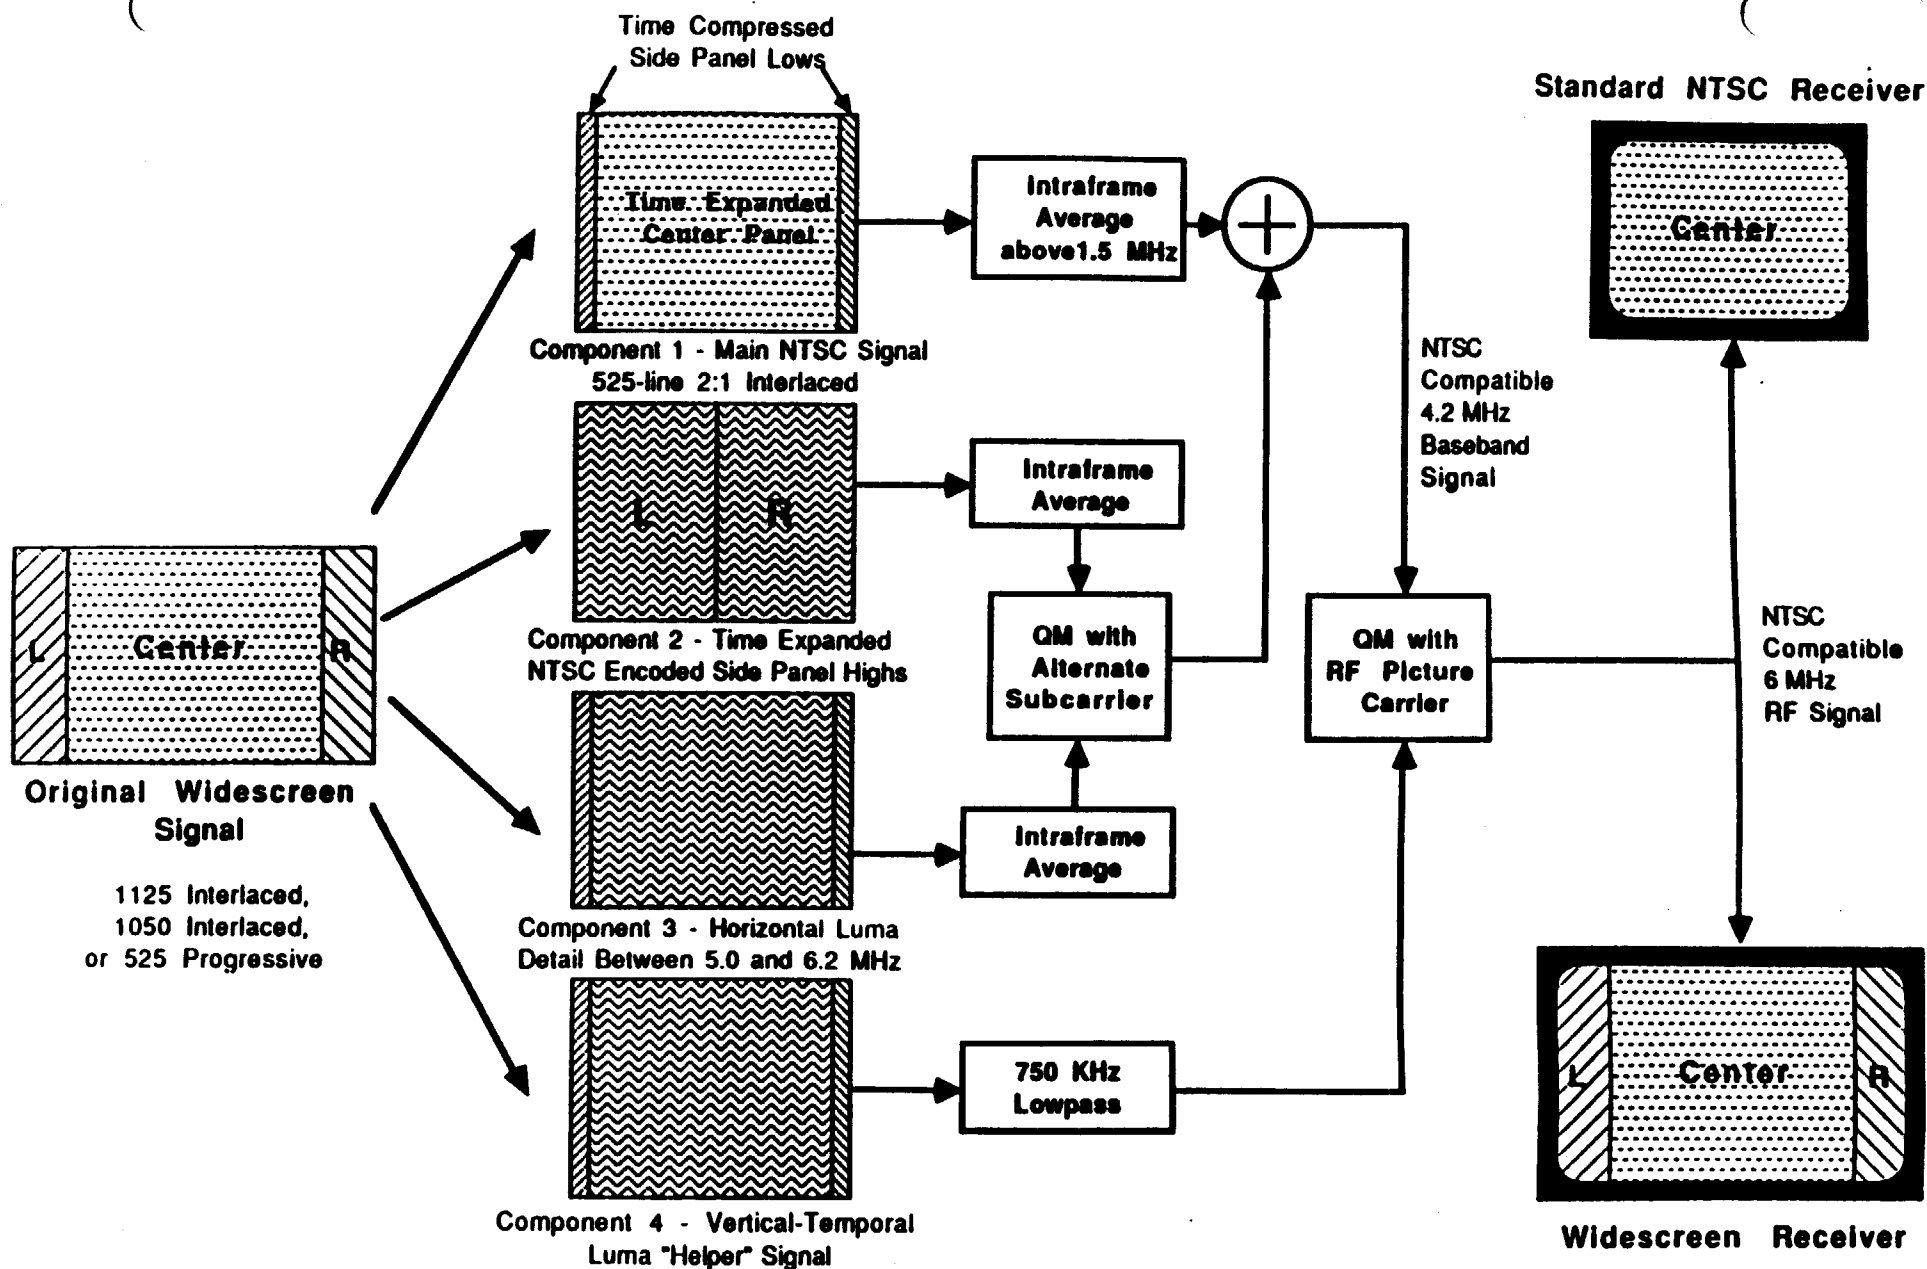 Time Compressed
Side Panel Lows
Time Expanded
Center Panel
Component 1 - Main NTSC Signal
525-line 2:1 Interlaced
L R
Component 2 - Time Expanded
NTSC Encoded Side Panel Highs
Component 3 - Horizontal Luma
Detail Between 5.0 and 6.2 MHz
Component 4 - Vertical-Temporal
Luma "Helper" Signal
L Center R
Original Widescreen
Signal
1125 Interlaced,
1050 Interlaced,
or 525 Progressive
Intraframe
Average
above1.5 MHz
Intraframe
Average
QM with
Alternate
Subcarrier
Intraframe
Average
750 KHz
Lowpass
NTSC
Compatible
4.2 MHz
Baseband
Signal
QM with
RF Picture
Carrier
NTSC
Compatible
6 MHz
RF Signal
Standard NTSC Receiver
Center
L Center R
Widescreen Receiver